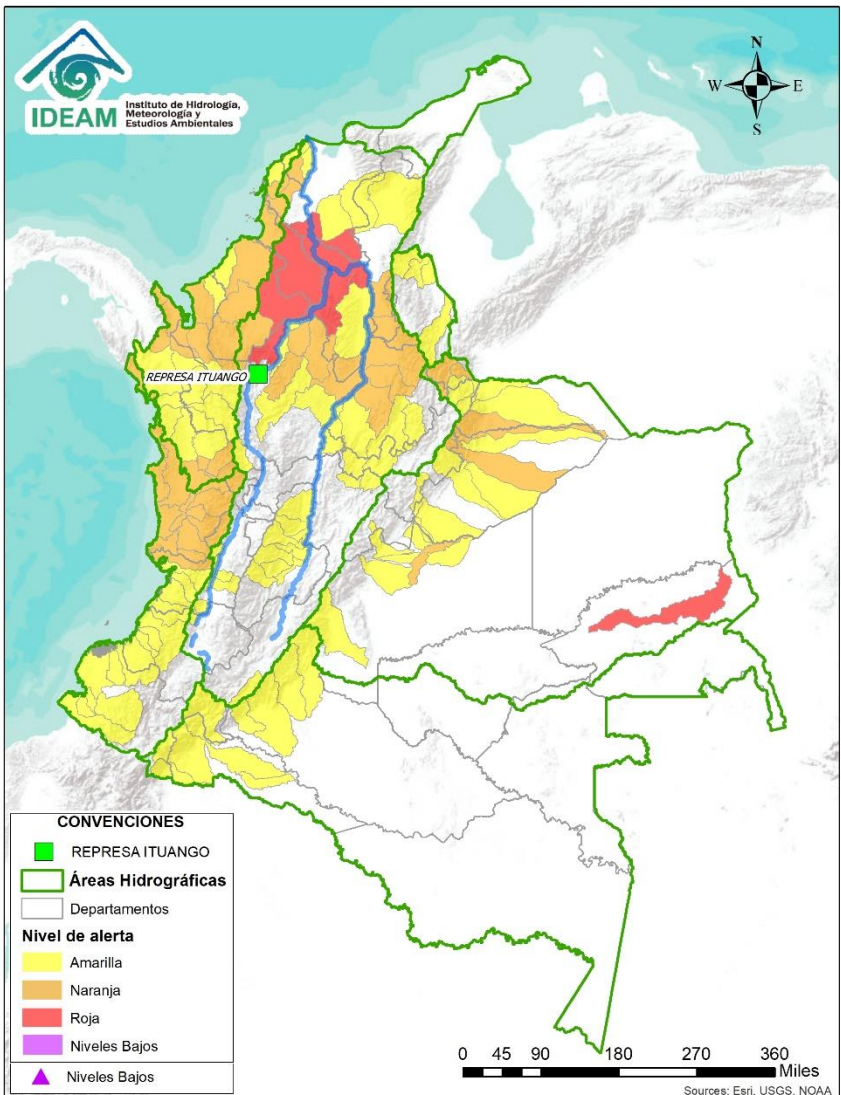 IDEAM
Instituto de Hidrología,
Meteorología y
Estudios Ambientales
N
W
E
S
REPRESA ITUANGO
CONVENCIONES
REPRESA ITUANGO
Áreas Hidrográficas
Departamentos
Nivel de alerta
Amarilla
Naranja
Roja
Niveles Bajos
Niveles Bajos
0 45 90 180 270 360
Miles
Sources: Esri, USGS, NOAA